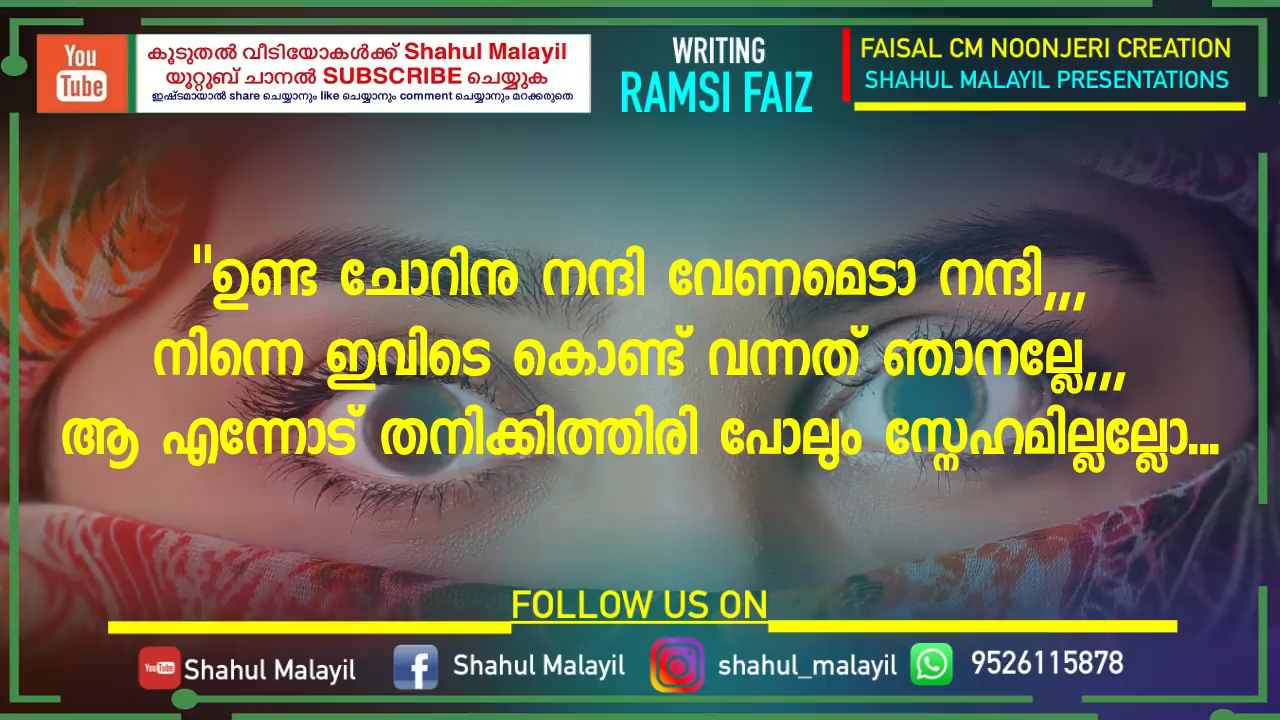 You
Tube
കൂടുതൽ വീടിയോകൾക്ക് Shahul Malayil
യൂറ്റൂബ് ചാനൽ SUBSCRIBE ചെയ്യുക
ഇഷ്ടമായാൽ share ചെയ്യാനും like ചെയ്യാനും comment ചെയ്യാനും മറക്കരുതെ
WRITING
RAMSI FAIZ
FAISAL CM NOONJERI CREATION
SHAHUL MALAYIL PRESENTATIONS
"ഉണ്ട ചോറിനു നന്ദി വേണമെടാ നന്ദി,,,
നിന്നെ ഇവിടെ കൊണ്ട് വന്നത് ഞാനല്ലേ,,,
ആ എന്നോട് തനിക്കിത്തിരി പോലും സ്നേഹമില്ലല്ലോ...
FOLLOW US ON
YouTube Shahul Malayil f Shahul Malayil shahul_malayil 9526115878